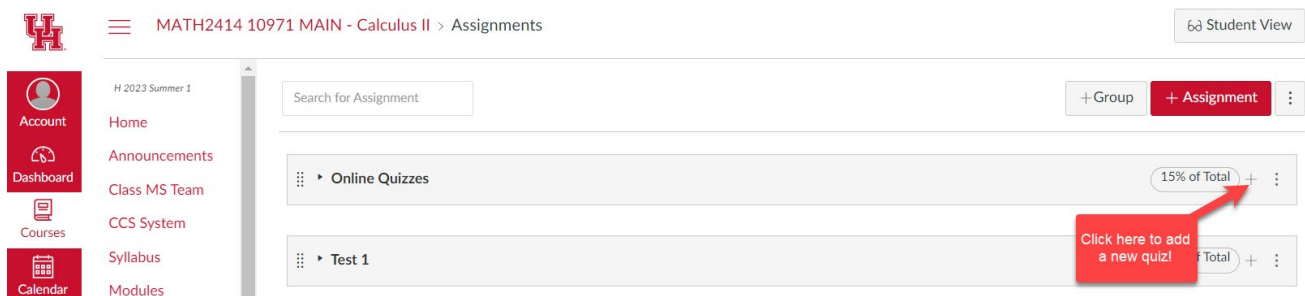 UH
MATH2414 10971 MAIN - Calculus II > Assignments
Student View
H 2023 Summer 1
Search for Assignment
+Group
+ Assignment
Account
Home
Announcements
Dashboard
Online Quizzes
15% of Total
Class MS Team
CCS System
Courses
Click here to add
a new quiz!
Syllabus
Test 1
Total
Calendar
Modules